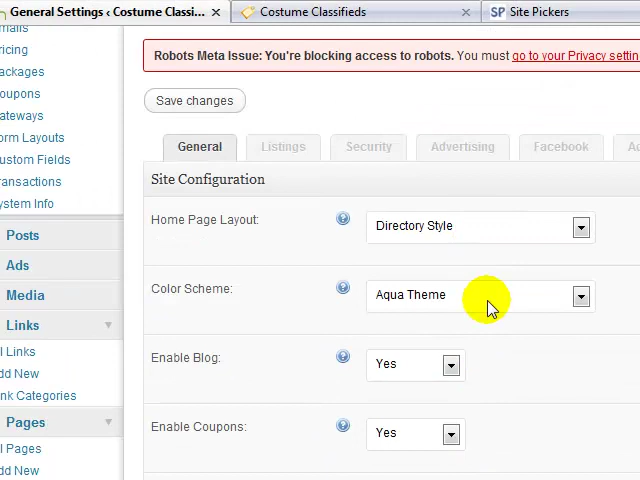 General Settings ‹ Costume Classi...
Costume Classifieds
SP Site Pickers
mails
ricing
ackages
oupons
ateways
orm Layouts
ustom Fields
ransactions
ystem Info
Posts
Ads
Media
Links
l Links
dd New
nk Categories
Pages
l Pages
dd New
Robots Meta Issue: You're blocking access to robots. You must go to your Privacy settin
Save changes
General
Listings
Security
Advertising
Facebook
Ad
Site Configuration
Home Page Layout:
Directory Style
Color Scheme:
Aqua Theme
Enable Blog:
Yes
Enable Coupons:
Yes